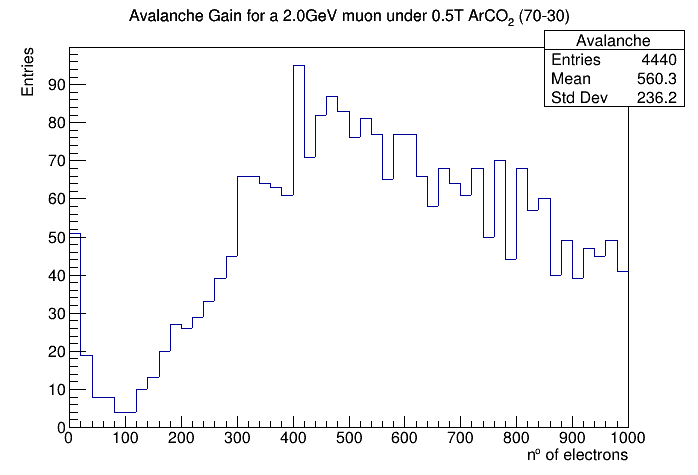 Avalanche Gain for a 2.0GeV muon under 0.5T ArCO₂ (70-30)
Avalanche
Entries 4440
Mean 560.3
Std Dev 236.2
Entries
90
80
70
60
50
40
30
20
10
0
0 100 200 300 400 500 600 700 800 900 1000
nº of electrons